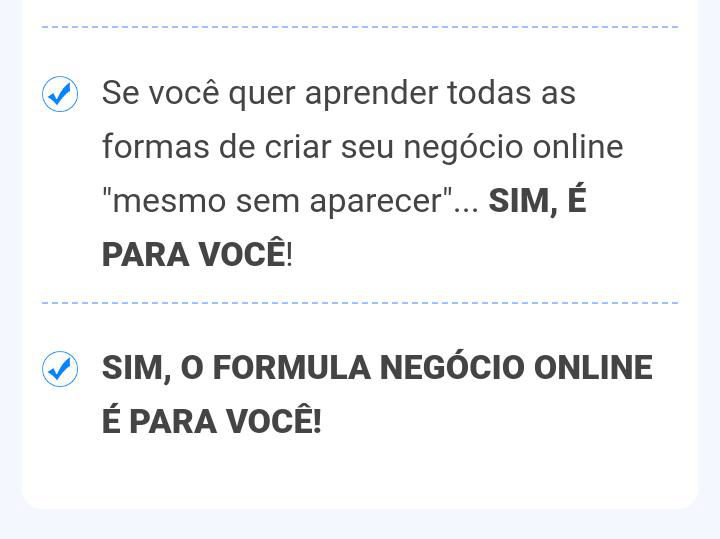 Se você quer aprender todas as
formas de criar seu negócio online
"mesmo sem aparecer"... SIM, É
PARA VOCÊ!
SIM, O FORMULA NEGÓCIO ONLINE
É PARA VOCÊ!